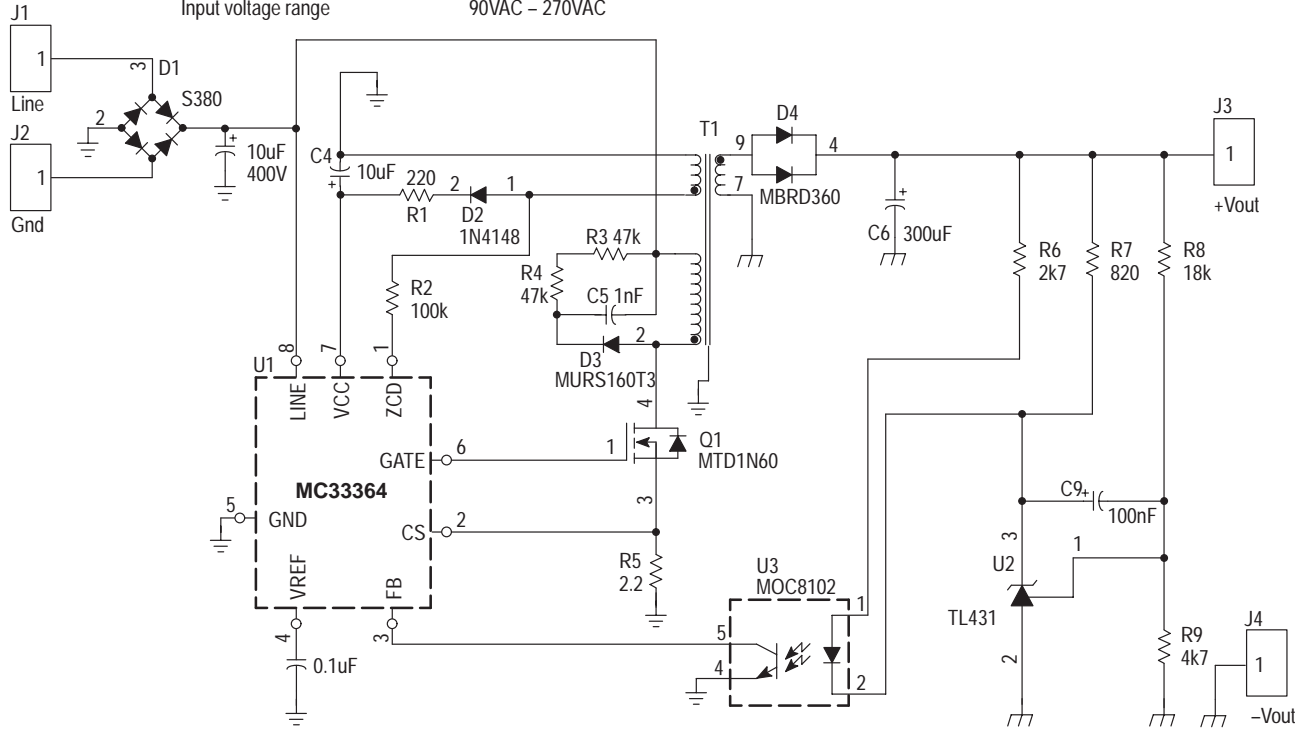 Input voltage range 90VAC – 270VAC
J1
1
Line
J2
1
Gnd
3
D1
S380
2
+
10uF
400V
C4
10uF
+
220
R1
2
D2
1N4148
1
R2
100k
R3 47k
R4
47k
C5 1nF
D3
MURS160T3
2
T1
9
7
D4
MBRD360
4
+
C6 300uF
R6
2k7
R7
820
R8
18k
J3
1
+Vout
U1
8
7
1
LINE
VCC
ZCD
GATE
6
MC33364
5
GND
CS
2
VREF
FB
4
3
0.1uF
4
1
Q1
MTD1N60
3
R5
2.2
U3
MOC8102
5
4
1
2
C9+
100nF
3
U2
1
TL431
2
R9
4k7
J4
1
–Vout